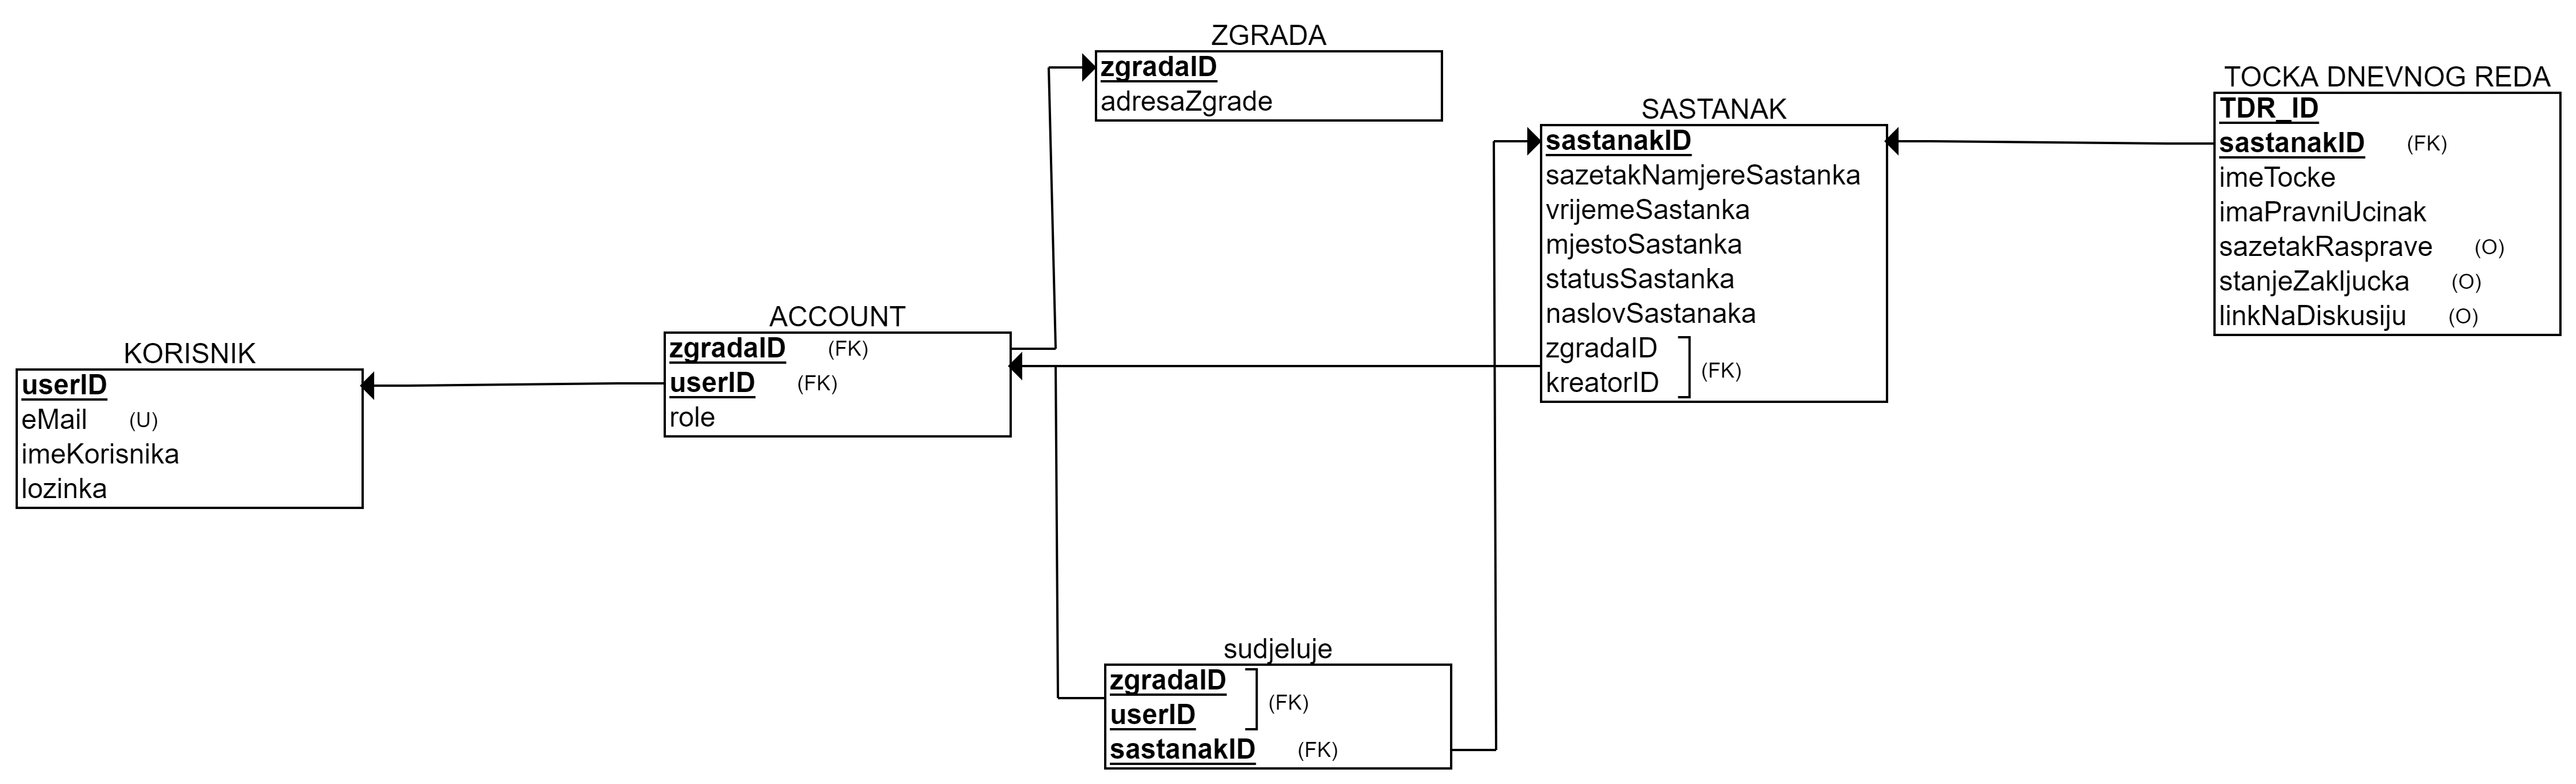 ZGRADA
zgradaID
adresaZgrade
TOCKA DNEVNOG REDA
TDR_ID
sastanakID (FK)
imeTocke
imaPravniUcinak
sazetakRasprave (O)
stanjeZakljucka (O)
linkNaDiskusiju (O)
SASTANAK
sastanakID
sazetakNamjereSastanka
vrijemeSastanka
mjestoSastanka
statusSastanka
naslovSastanaka
zgradaID
kreatorID
(FK)
ACCOUNT
zgradaID (FK)
userID (FK)
role
KORISNIK
userID
eMail (U)
imeKorisnika
lozinka
sudjeluje
zgradaID
userID
(FK)
sastanakID (FK)